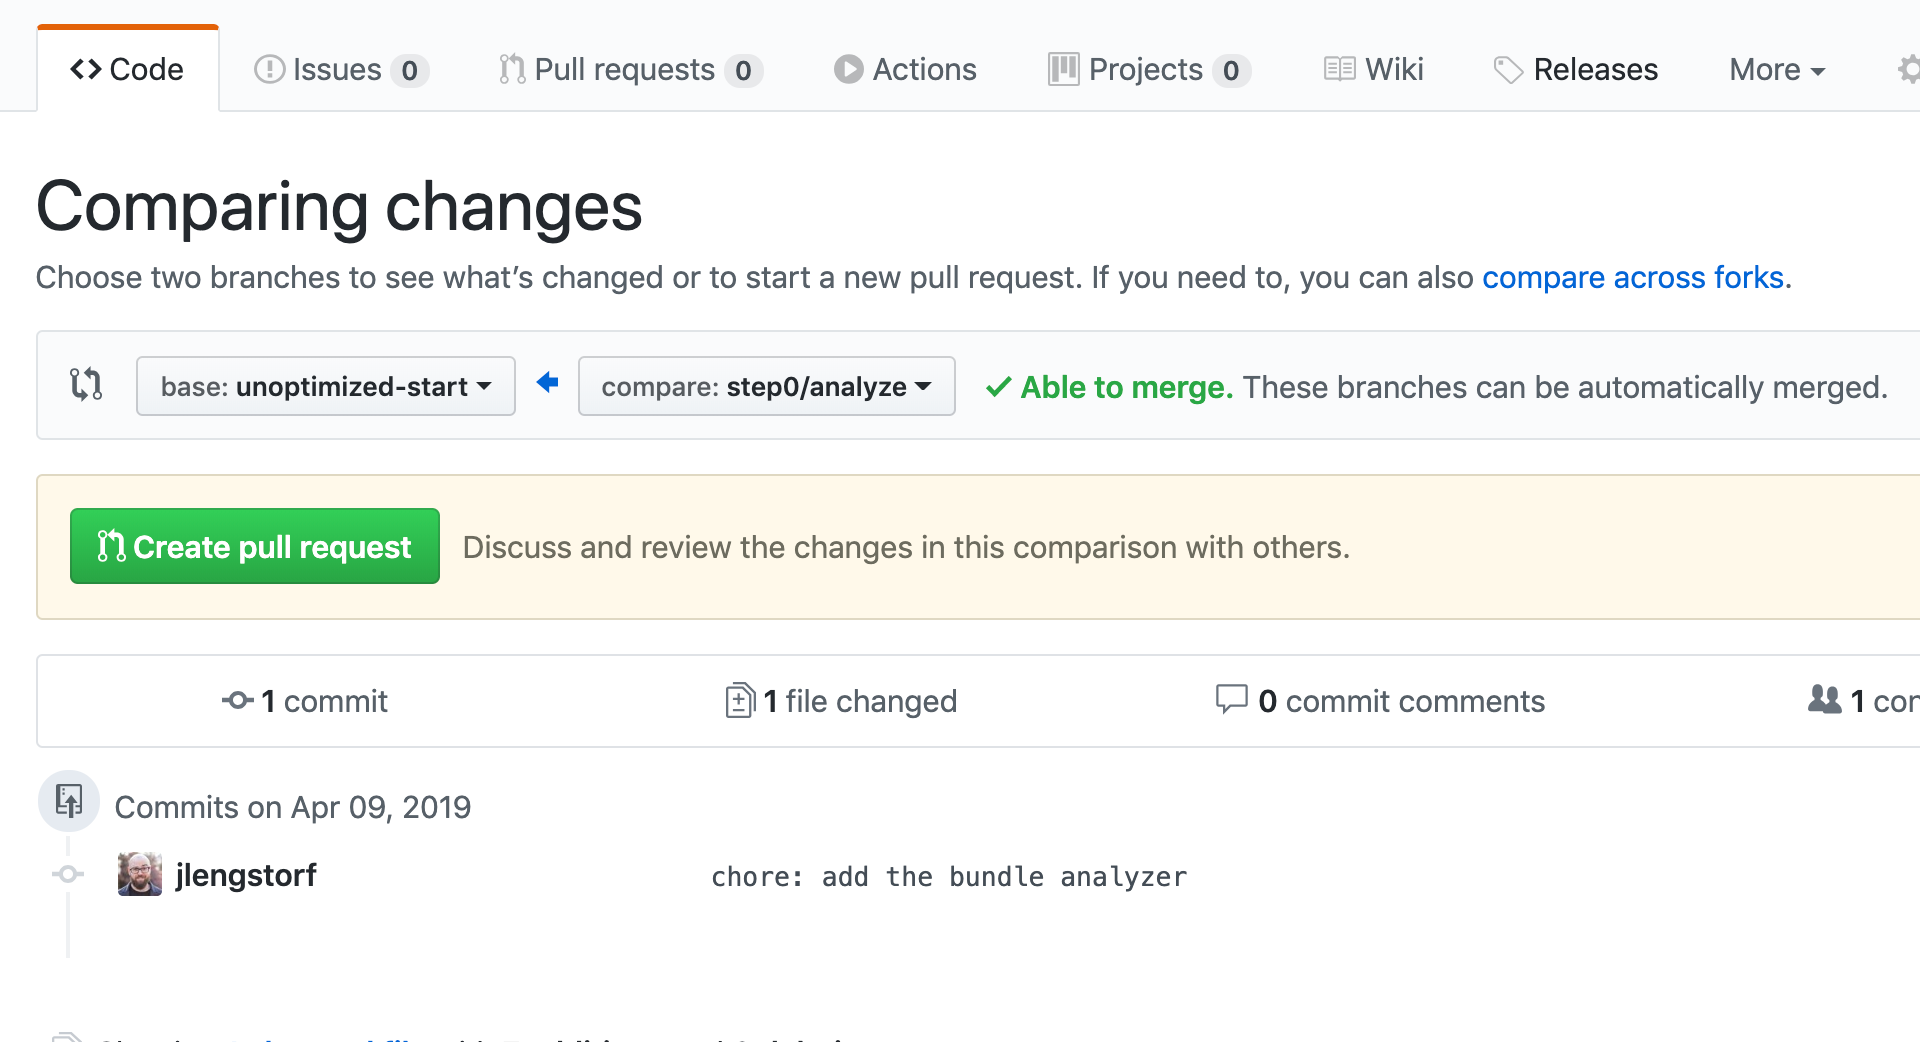 Code Issues 0 Pull requests 0 Actions Projects 0 Wiki Releases More
Comparing changes
Choose two branches to see what’s changed or to start a new pull request. If you need to, you can also compare across forks.
base: unoptimized-start compare: step0/analyze Able to merge. These branches can be automatically merged.
Create pull request Discuss and review the changes in this comparison with others.
1 commit 1 file changed 0 commit comments 1
Commits on Apr 09, 2019
jlengstorf chore: add the bundle analyzer